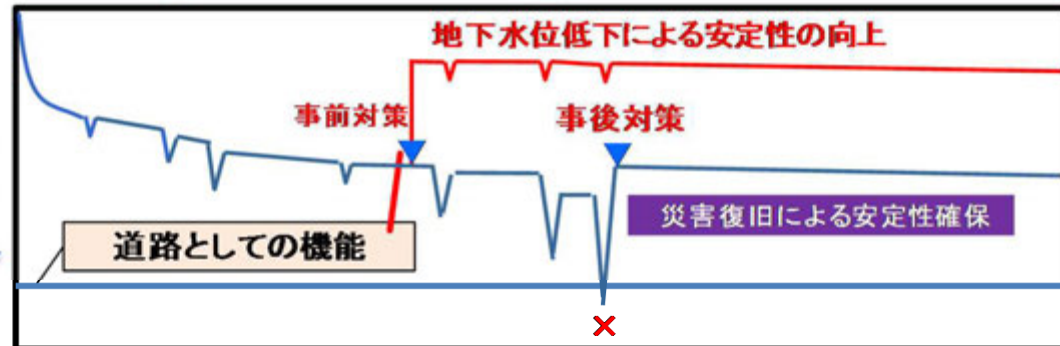 地下水位低下による安定性の向上
事前対策
事後対策
災害復旧による安定性確保
道路としての機能
×